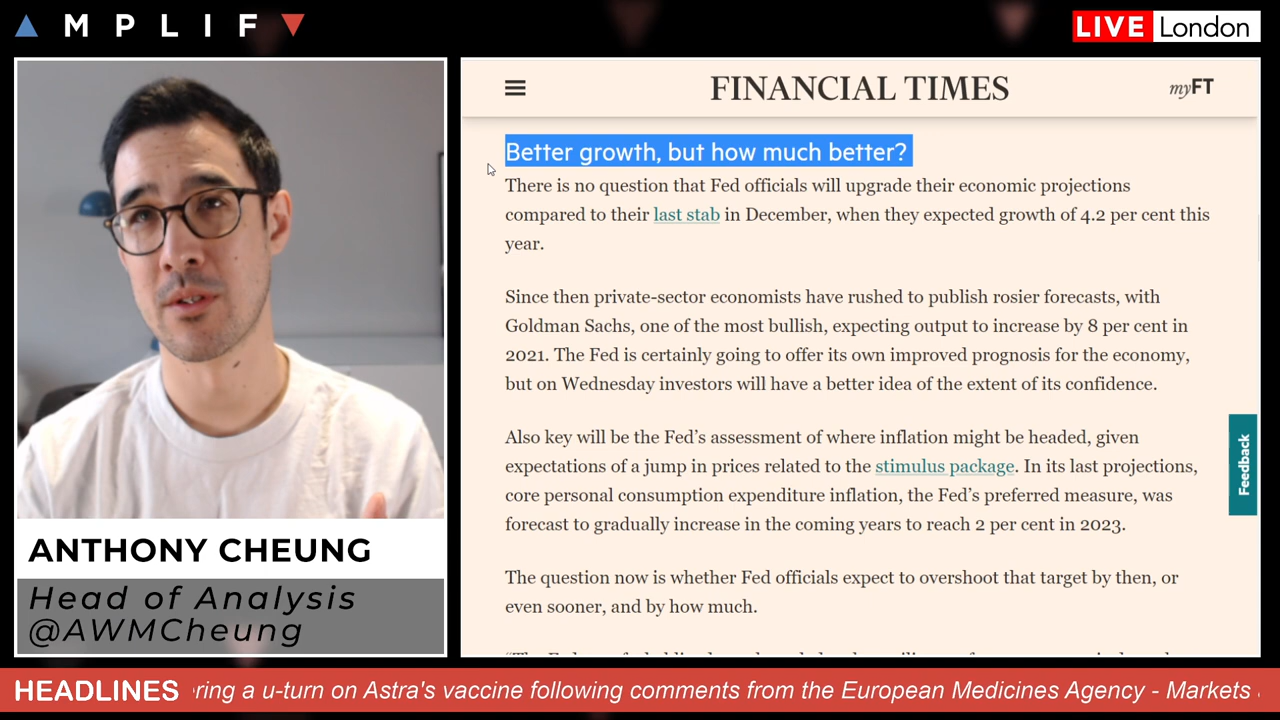 ▲ M P L I F ▼
LIVE London
FINANCIAL TIMES
myFT
Better growth, but how much better?
There is no question that Fed officials will upgrade their economic projections
compared to their last stab in December, when they expected growth of 4.2 per cent this
year.
Since then private-sector economists have rushed to publish rosier forecasts, with
Goldman Sachs, one of the most bullish, expecting output to increase by 8 per cent in
2021. The Fed is certainly going to offer its own improved prognosis for the economy,
but on Wednesday investors will have a better idea of the extent of its confidence.
Also key will be the Fed's assessment of where inflation might be headed, given
expectations of a jump in prices related to the stimulus package. In its last projections,
core personal consumption expenditure inflation, the Fed's preferred measure, was
forecast to gradually increase in the coming years to reach 2 per cent in 2023.
The question now is whether Fed officials expect to overshoot that target by then, or
even sooner, and by how much.
Feedback
ANTHONY CHEUNG
Head of Analysis
@AWMCheung
HEADLINES
a u-turn on Astra's vaccine following comments from the European Medicines Agency - Markets